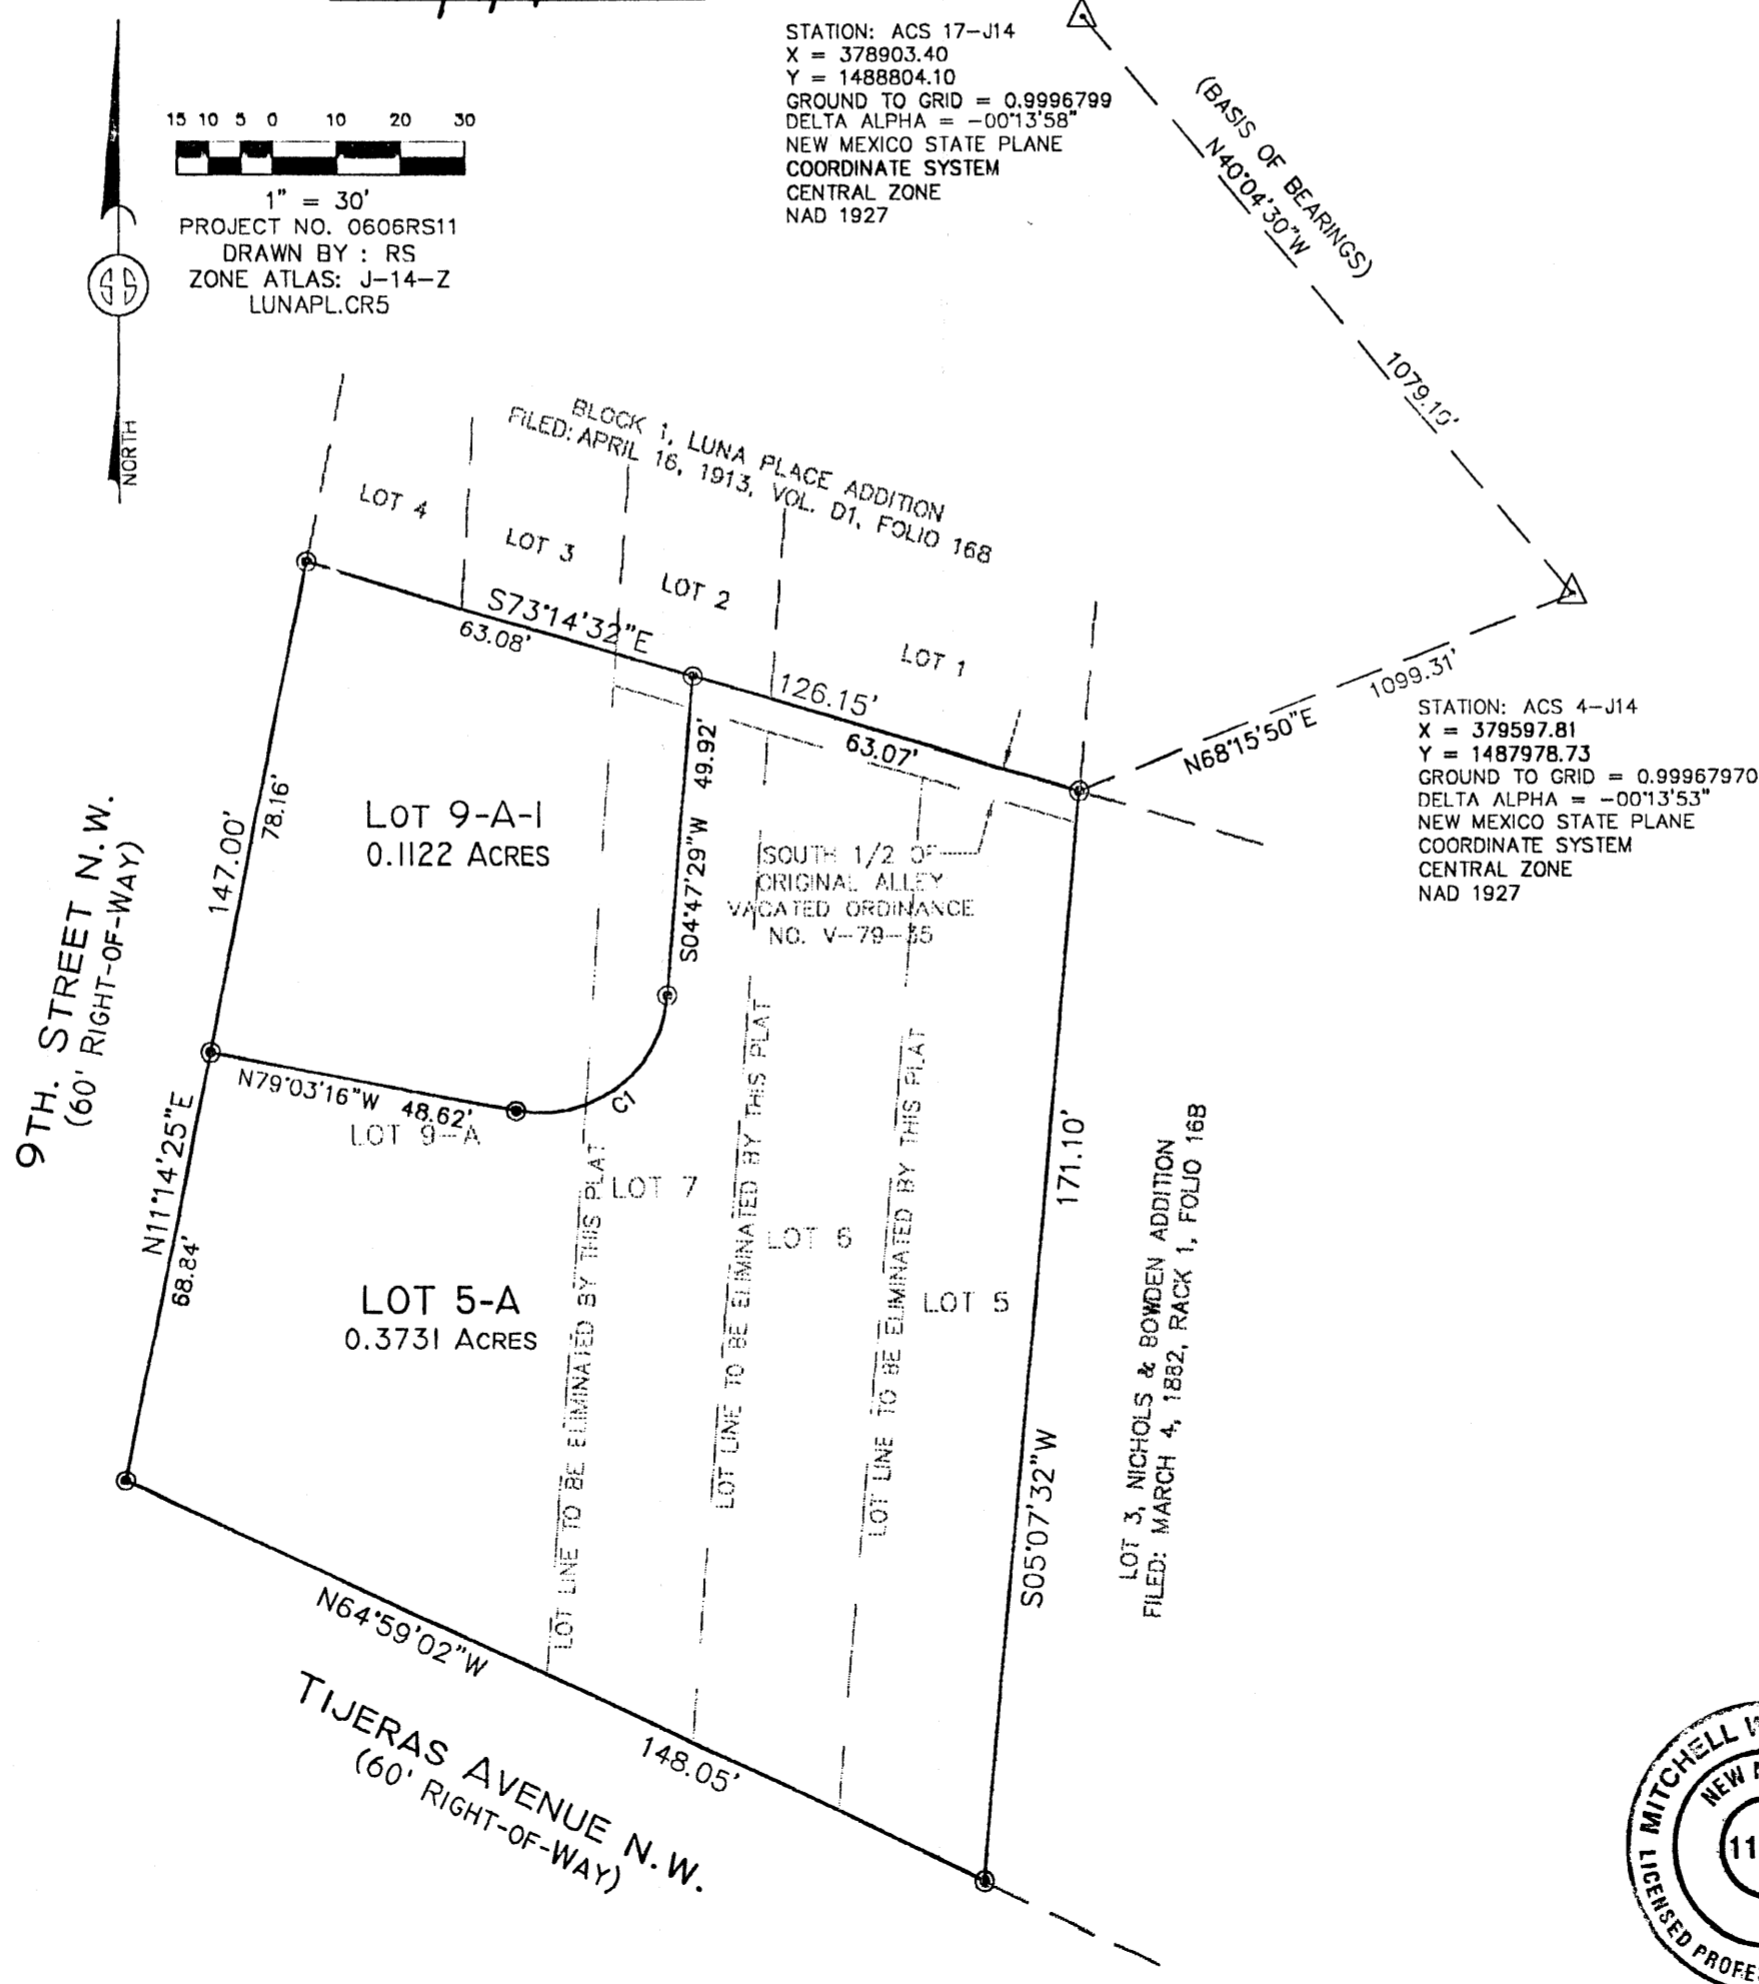 STATION: ACS 17-J14
X = 378903.40
Y = 1488804.10
GROUND TO GRID = 0.9996799
DELTA ALPHA = -00°13'58"
NEW MEXICO STATE PLANE
COORDINATE SYSTEM
CENTRAL ZONE
NAD 1927
15 10 5 0 10 20 30
1" = 30'
PROJECT NO. 0606RS11
DRAWN BY : RS
ZONE ATLAS: J-14-Z
LUNAPL.CR5
SS
NORTH
(BASIS OF BEARINGS)
N40°04'30"W
1079.10'
BLOCK 1, LUNA PLACE ADDITION
FILED: APRIL 16, 1913, VOL. D1, FOLIO 168
LOT 4
LOT 3
LOT 2
LOT 1
S73°14'32"E
63.08'
126.15'
63.07'
1099.31'
N68°15'50"E
STATION: ACS 4-J14
X = 379597.81
Y = 1487978.73
GROUND TO GRID = 0.99967970
DELTA ALPHA = -00°13'53"
NEW MEXICO STATE PLANE
COORDINATE SYSTEM
CENTRAL ZONE
NAD 1927
9TH. STREET N.W.
(60' RIGHT-OF-WAY)
147.00'
78.16'
LOT 9-A-1
0.1122 ACRES
S04°47'29"W 49.92'
SOUTH 1/2 OF
ORIGINAL ALLEY
VACATED ORDINANCE
NO. V-79-35
N79°03'16"W 48.62'
C1
LOT 9-A
N11°14'25"E
68.84'
LOT 7
LOT 6
LOT 5
LOT 5-A
0.3731 ACRES
LOT LINE TO BE ELIMINATED BY THIS PLAT
LOT LINE TO BE ELIMINATED BY THIS PLAT
LOT LINE TO BE ELIMINATED BY THIS PLAT
171.10'
S05°07'32"W
LOT 3, NICHOLS & BOWDEN ADDITION
FILED: MARCH 4, 1882, RACK 1, FOLIO 16B
N64°59'02"W
148.05'
TIJERAS AVENUE N.W.
(60' RIGHT-OF-WAY)
MITCHELL W
NEW
11
LICENSED PROFE